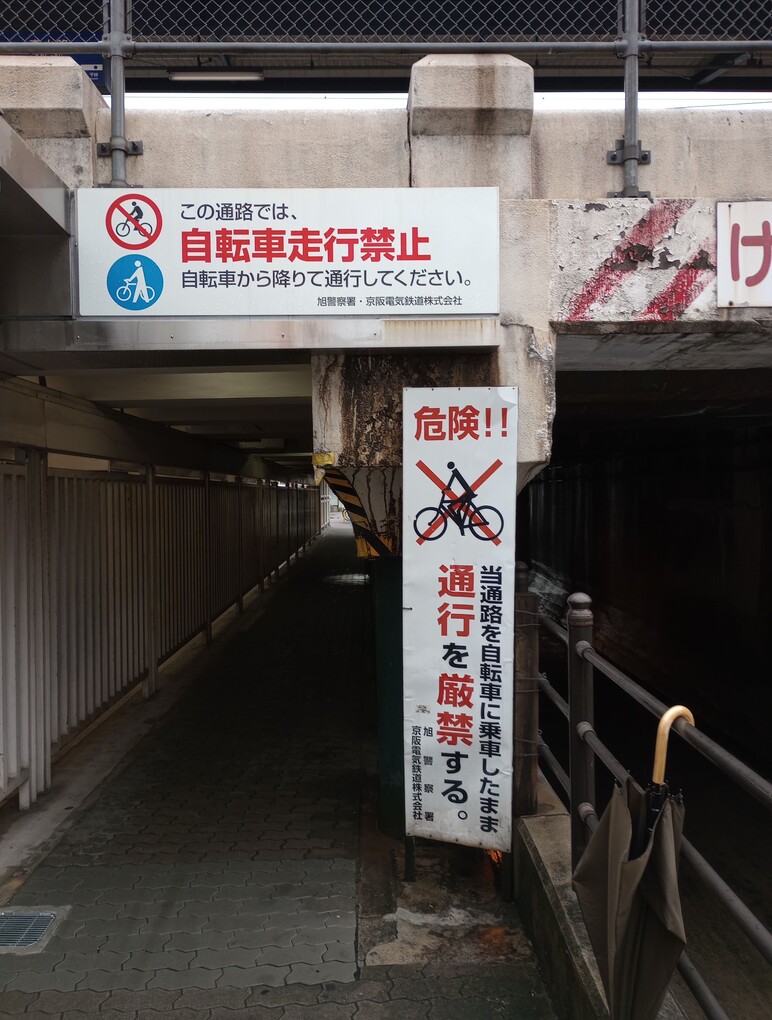 この通路では、
自転車走行禁止
自転車から降りて通行してください。
旭警察署・京阪電気鉄道株式会社
け
危険!!
当通路を自転車に乗車したまま
通行を厳禁する。
旭警察署
京阪電気鉄道株式会社